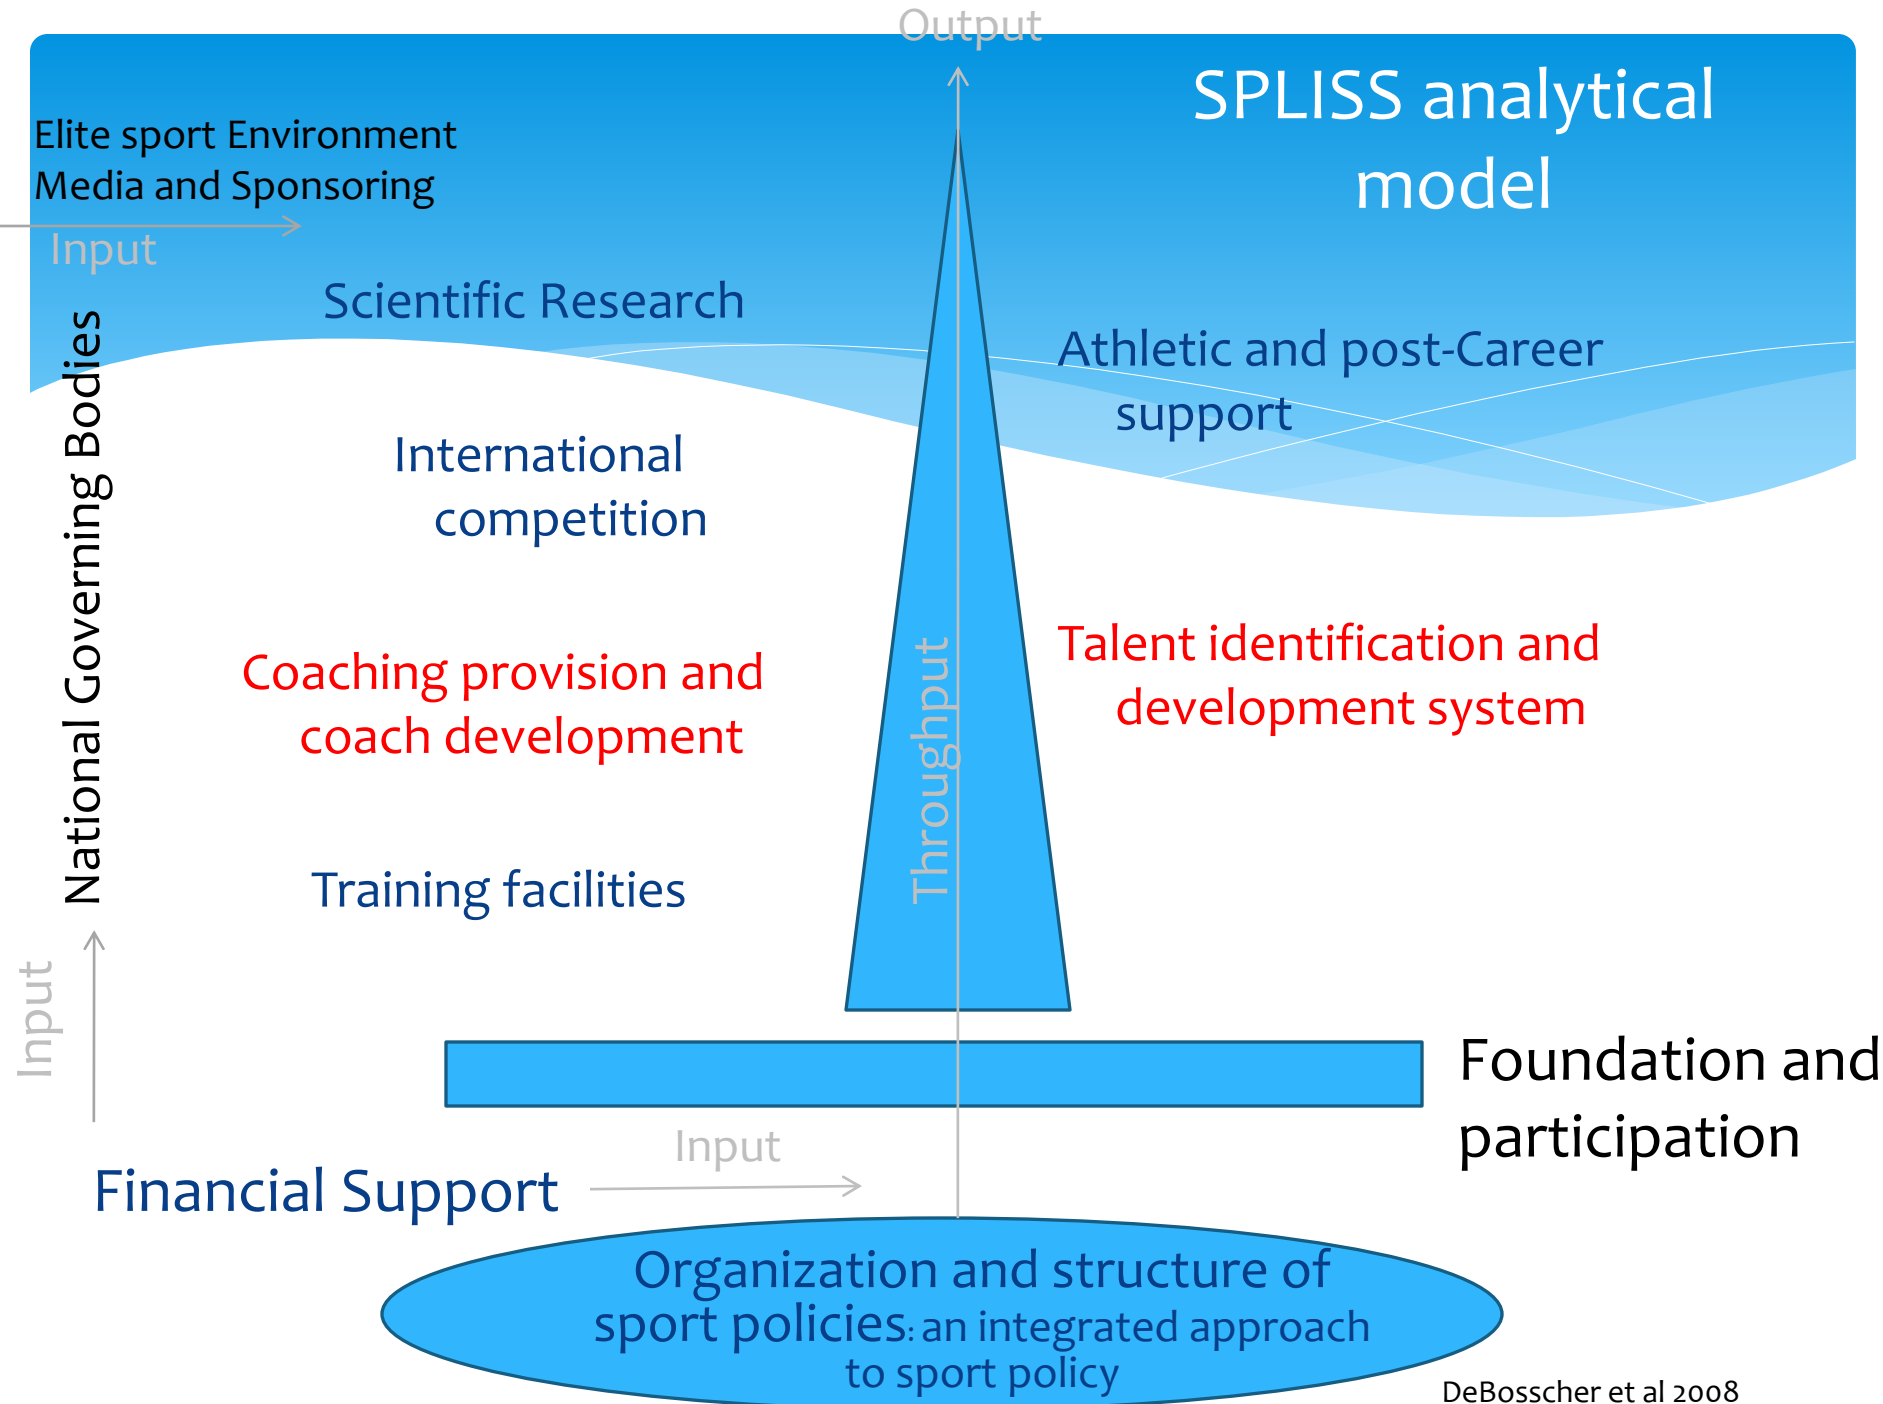 Output
SPLISS analytical
model
Elite sport Environment
Media and Sponsoring
Input
Scientific Research
Athletic and post-Career
support
International
competition
National Governing Bodies
Coaching provision and
coach development
Throughput
Talent identification and
development system
Training facilities
Input
Foundation and
participation
Input
Financial Support
Organization and structure of
sport policies: an integrated approach
to sport policy
DeBosscher et al 2008